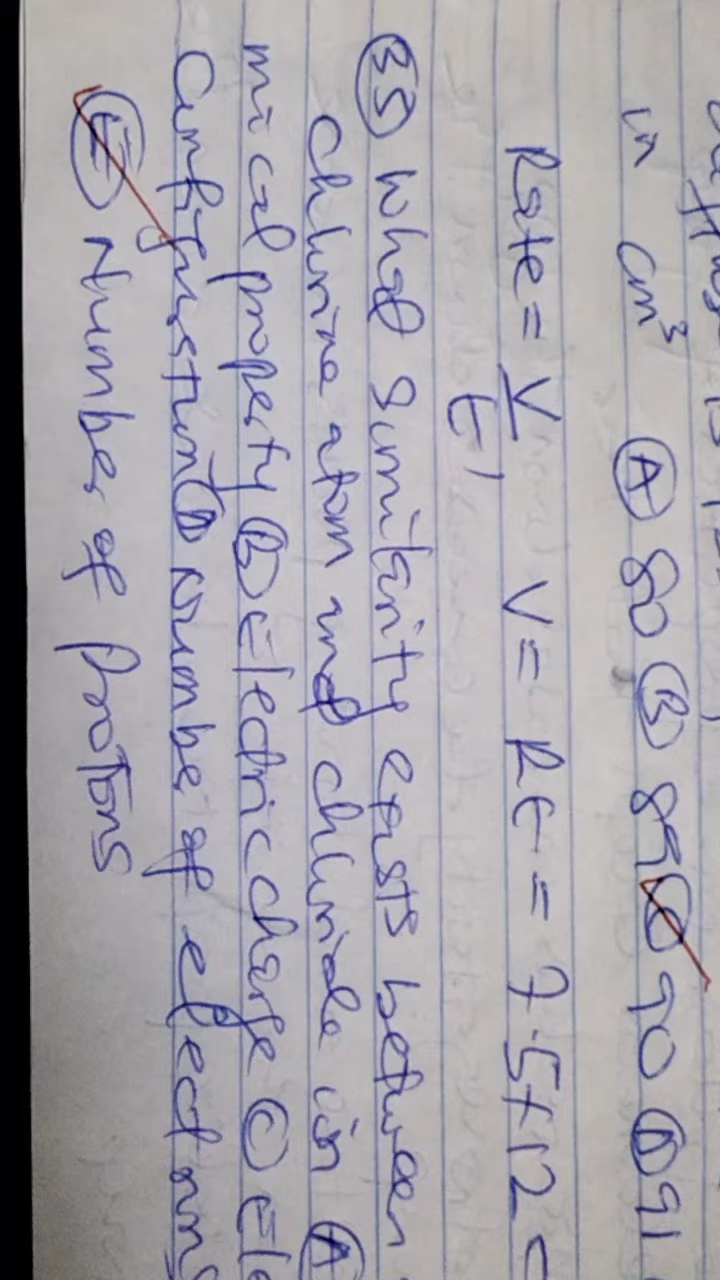 in cm³ (A) 80 (B) 85 (C) 90 (D) 91
Rate = V/t, V = Rt = 7.5 × 12 =
(35) What similarity exists between
chlorine atom and chloride ion (A)
mical property (B) Electric charge (C) Ele
configuration (D) Number of electrons
(E) Number of protons